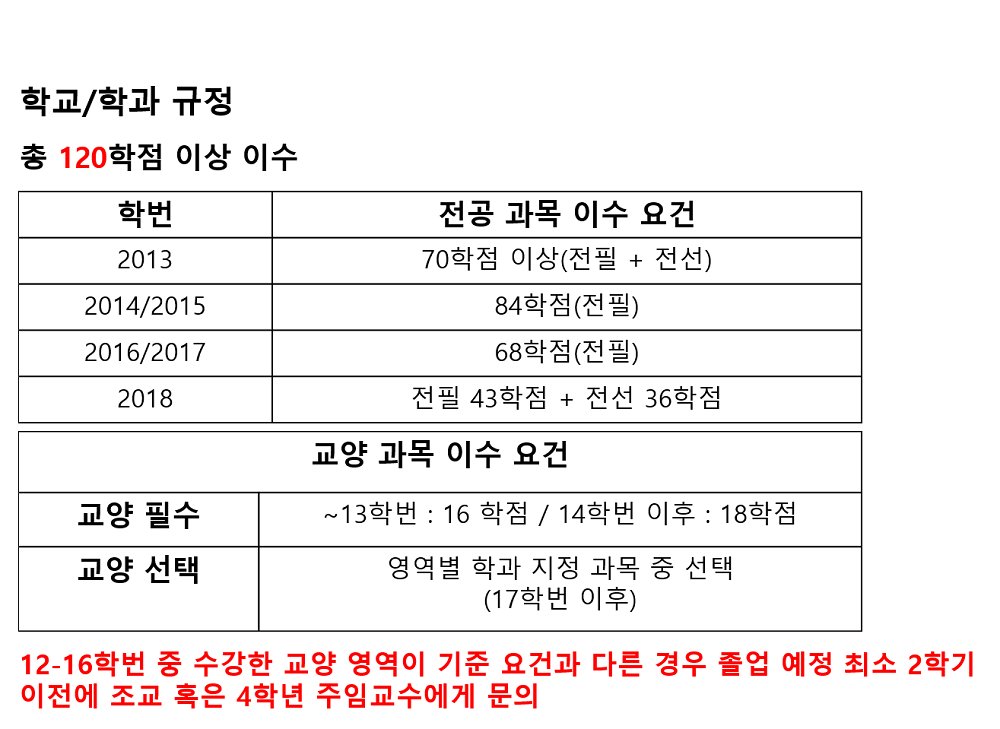 학교/학과 규정
총 120학점 이상 이수
학번 전공 과목 이수 요건
2013 70학점 이상(전필 + 전선)
2014/2015 84학점(전필)
2016/2017 68학점(전필)
2018 전필 43학점 + 전선 36학점
교양 과목 이수 요건
교양 필수 ~13학번 : 16 학점 / 14학번 이후 : 18학점
교양 선택 영역별 학과 지정 과목 중 선택
(17학번 이후)
12-16학번 중 수강한 교양 영역이 기준 요건과 다른 경우 졸업 예정 최소 2학기
이전에 조교 혹은 4학년 주임교수에게 문의